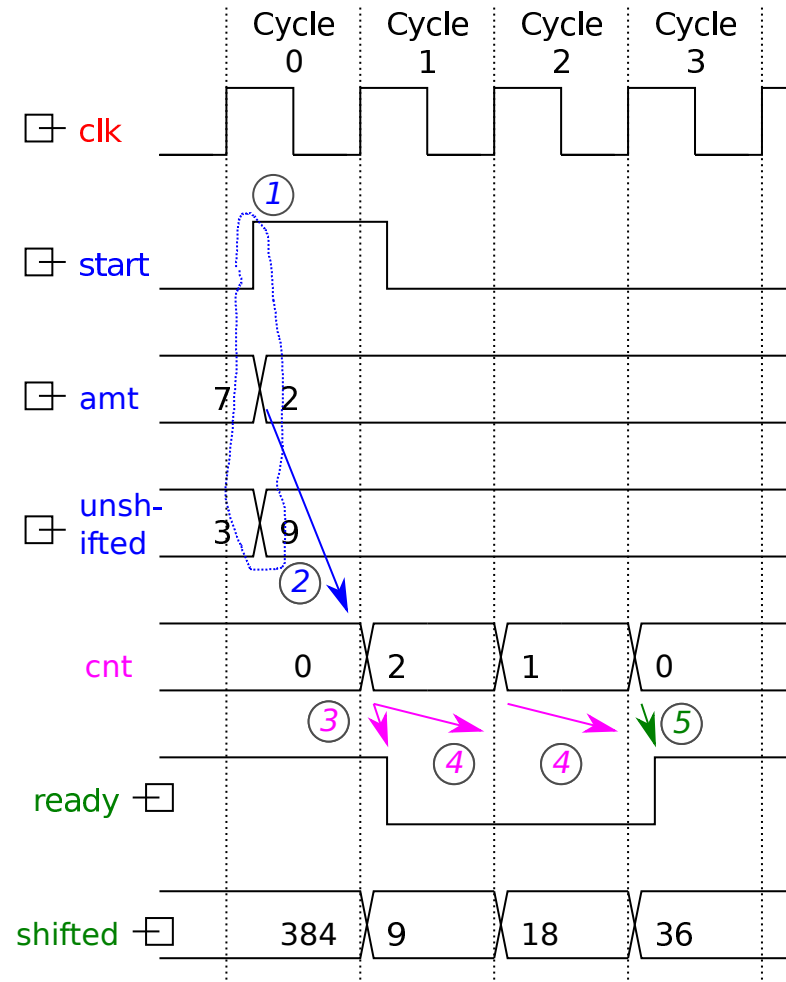 Cycle 0
Cycle 1
Cycle 2
Cycle 3
clk
1
start
amt
7
2
unsh-
ifted
3
9
2
cnt
0
2
1
0
3
4
4
5
ready
shifted
384
9
18
36